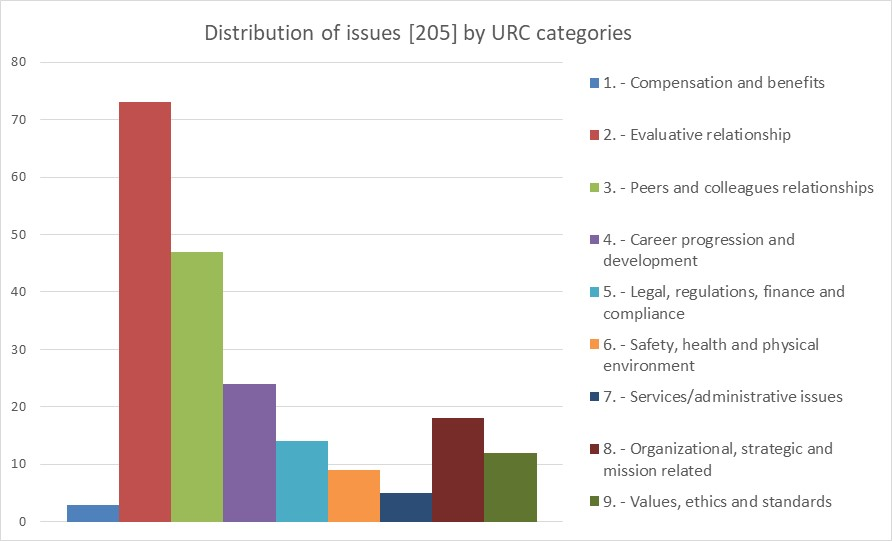 Distribution of issues [205] by URC categories
80
70
60
50
40
30
20
10
0
1. - Compensation and benefits
2. - Evaluative relationship
3. - Peers and colleagues relationships
4. - Career progression and
development
5. - Legal, regulations, finance and
compliance
6. - Safety, health and physical
environment
7. - Services/administrative issues
8. - Organizational, strategic and
mission related
9. - Values, ethics and standards